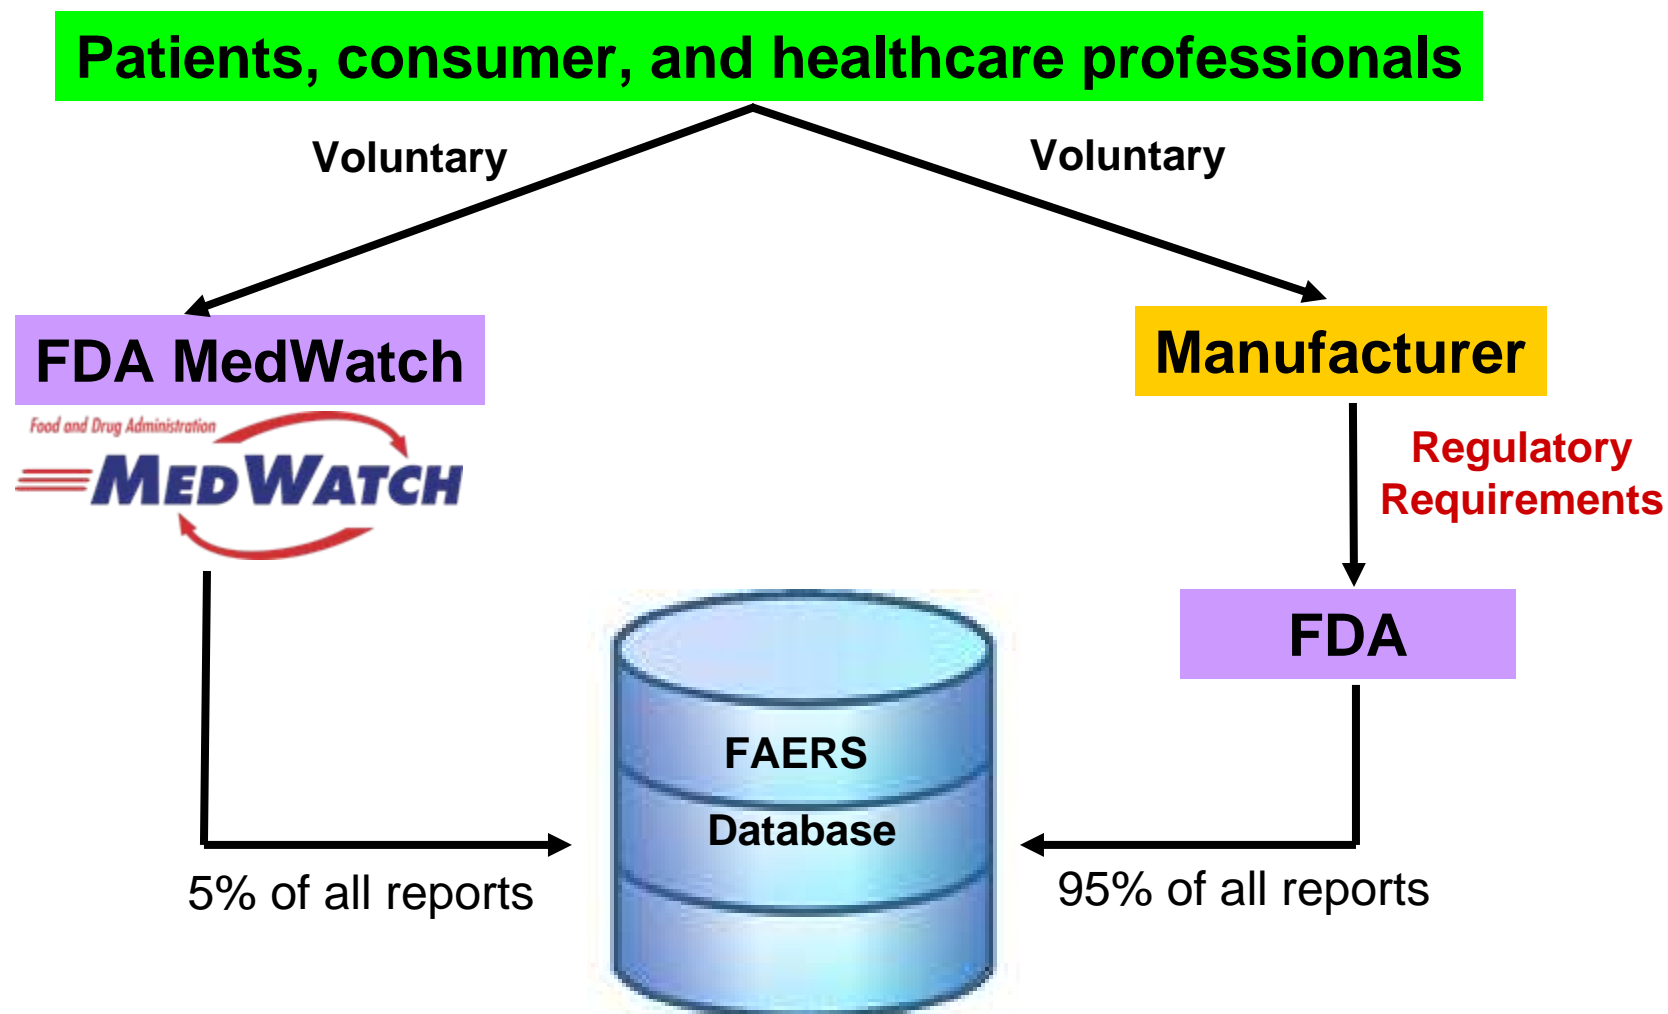 Patients, consumer, and healthcare professionals
Voluntary
Voluntary
FDA MedWatch
Manufacturer
Food and Drug Administration
MEDWATCH
Regulatory
Requirements
FDA
FAERS
Database
5% of all reports
95% of all reports